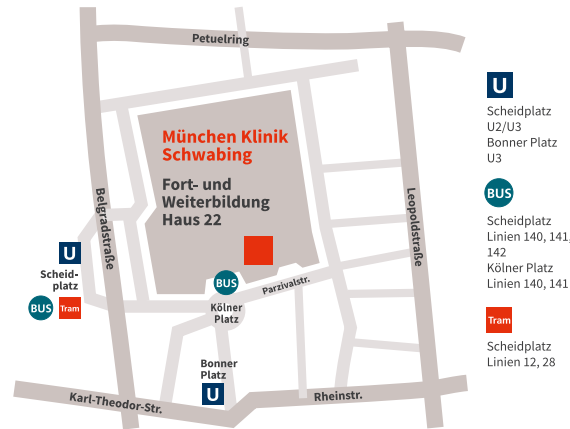 Petuelring
München Klinik
Schwabing
Fort- und
Weiterbildung
Haus 22
Belgradstraße
Leopoldstraße
U
Scheid-
platz
BUS
Tram
BUS
Kölner
Platz
Parzivalstr.
Bonner
Platz
U
Karl-Theodor-Str.
Rheinstr.
U
Scheidplatz
U2/U3
Bonner Platz
U3
BUS
Scheidplatz
Linien 140, 141,
142
Kölner Platz
Linien 140, 141
Tram
Scheidplatz
Linien 12, 28